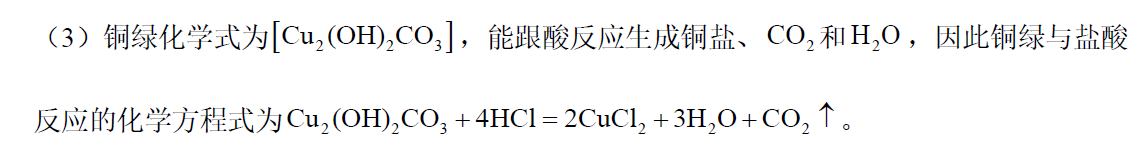 （3）铜绿化学式为[Cu₂(OH)₂CO₃]，能跟酸反应生成铜盐、CO₂和H₂O，因此铜绿与盐酸
反应的化学方程式为Cu₂(OH)₂CO₃+4HCl=2CuCl₂+3H₂O+CO₂↑。